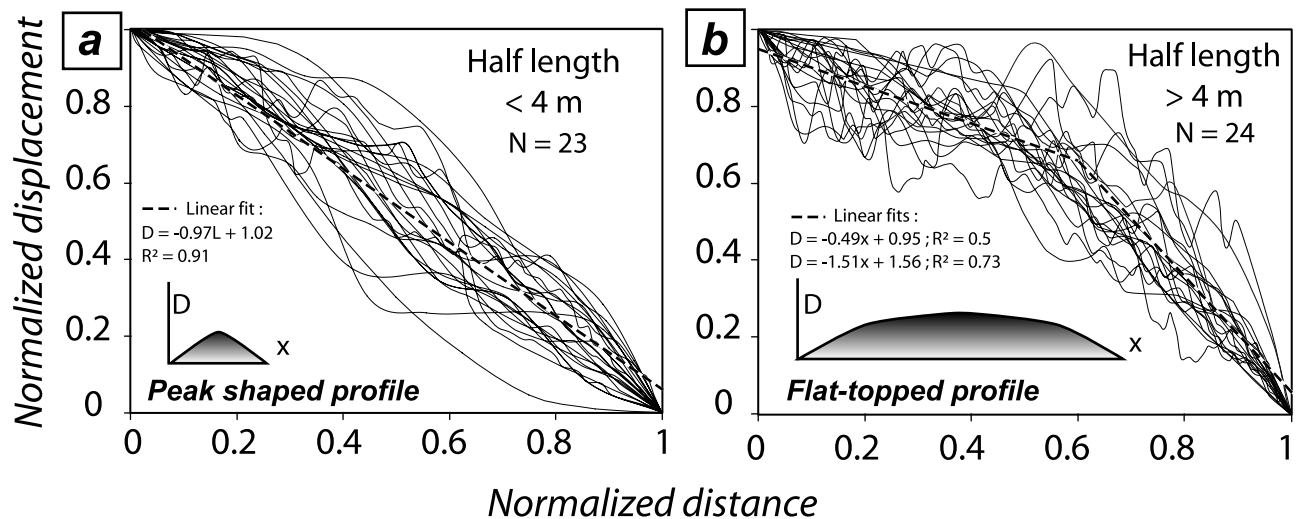 Normalized displacement
a
Half length
< 4 m
N = 23
0.8
0.6
0.4
0.2
0
Linear fit :
D = -0.97L + 1.02
R² = 0.91
D
x
Peak shaped profile
0
0.2
0.4
0.6
0.8
1
b
Half length
> 4 m
N = 24
0.8
0.6
0.4
0.2
0
Linear fits :
D = -0.49x + 0.95 ; R² = 0.5
D = -1.51x + 1.56 ; R² = 0.73
D
x
Flat-topped profile
0
0.2
0.4
0.6
0.8
1
Normalized distance